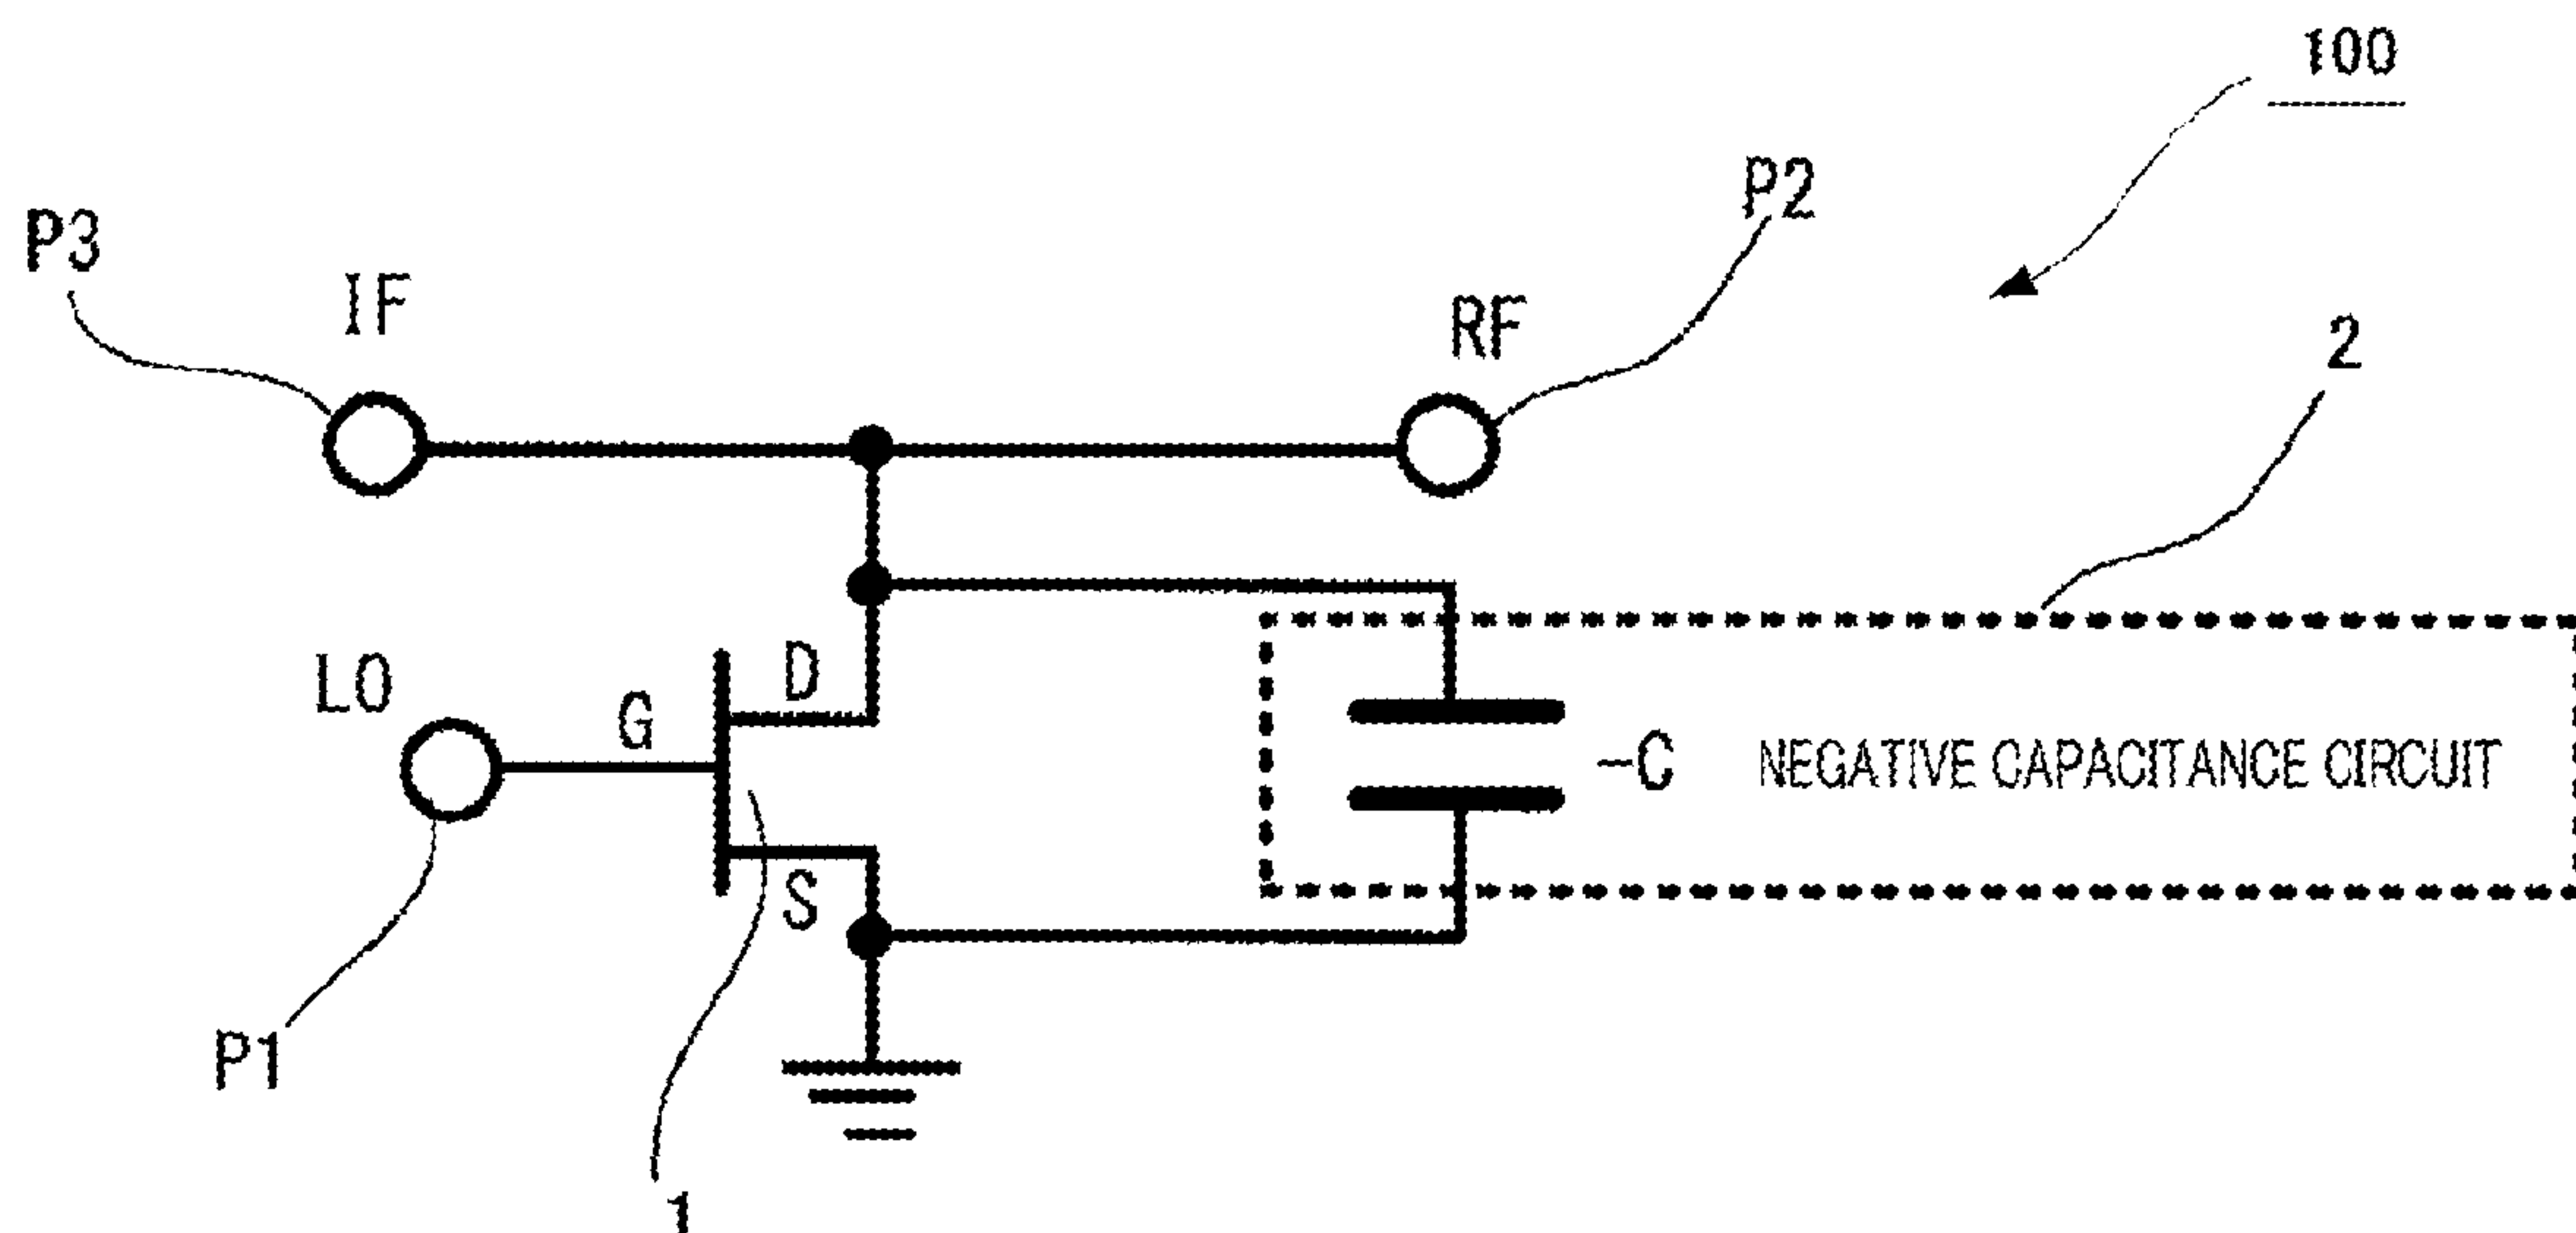 100
P2
P3
IF
RF
2
LO
G
D
-C
NEGATIVE CAPACITANCE CIRCUIT
S
P1
1